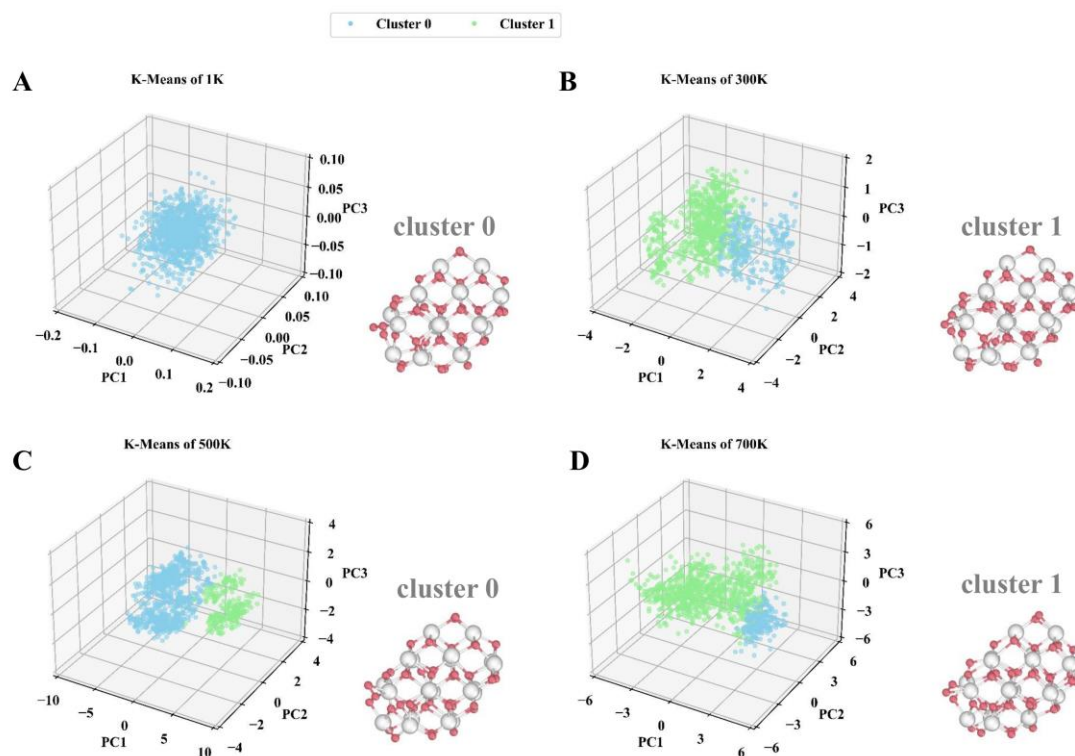 Cluster 0 Cluster 1
A
K-Means of 1K
0.10
0.05
0.00
−0.05
−0.10
PC3
0.10
0.05
0.00
−0.05
−0.10
PC2
−0.2
−0.1
0.0
0.1
0.2
PC1
cluster 0
B
K-Means of 300K
2
1
0
−1
−2
PC3
4
2
0
−2
−4
PC2
−4
−2
0
2
4
PC1
cluster 1
C
K-Means of 500K
4
2
0
−2
−4
PC3
4
2
0
−2
−4
PC2
−10
−5
0
5
10
PC1
cluster 0
D
K-Means of 700K
6
3
0
−3
−6
PC3
6
3
0
−3
−6
PC2
−6
−3
0
3
6
PC1
cluster 1